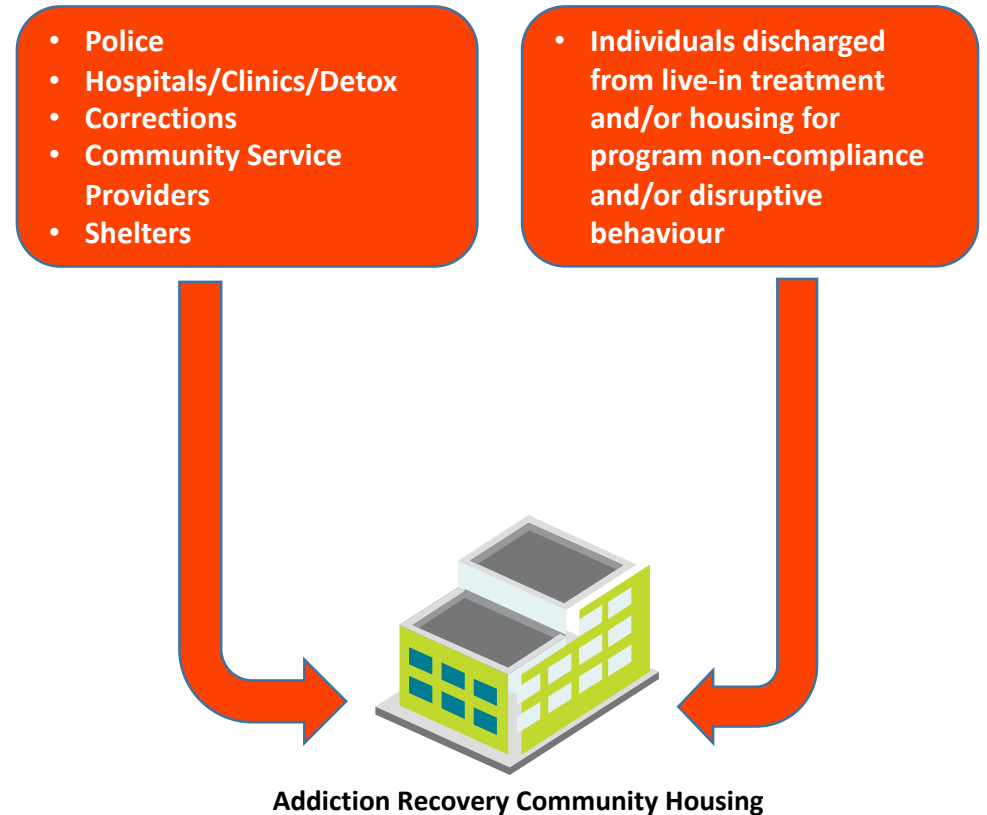 • Police
• Hospitals/Clinics/Detox
• Corrections
• Community Service
Providers
• Shelters
• Individuals discharged
from live-in treatment
and/or housing for
program non-compliance
and/or disruptive
behaviour
Addiction Recovery Community Housing